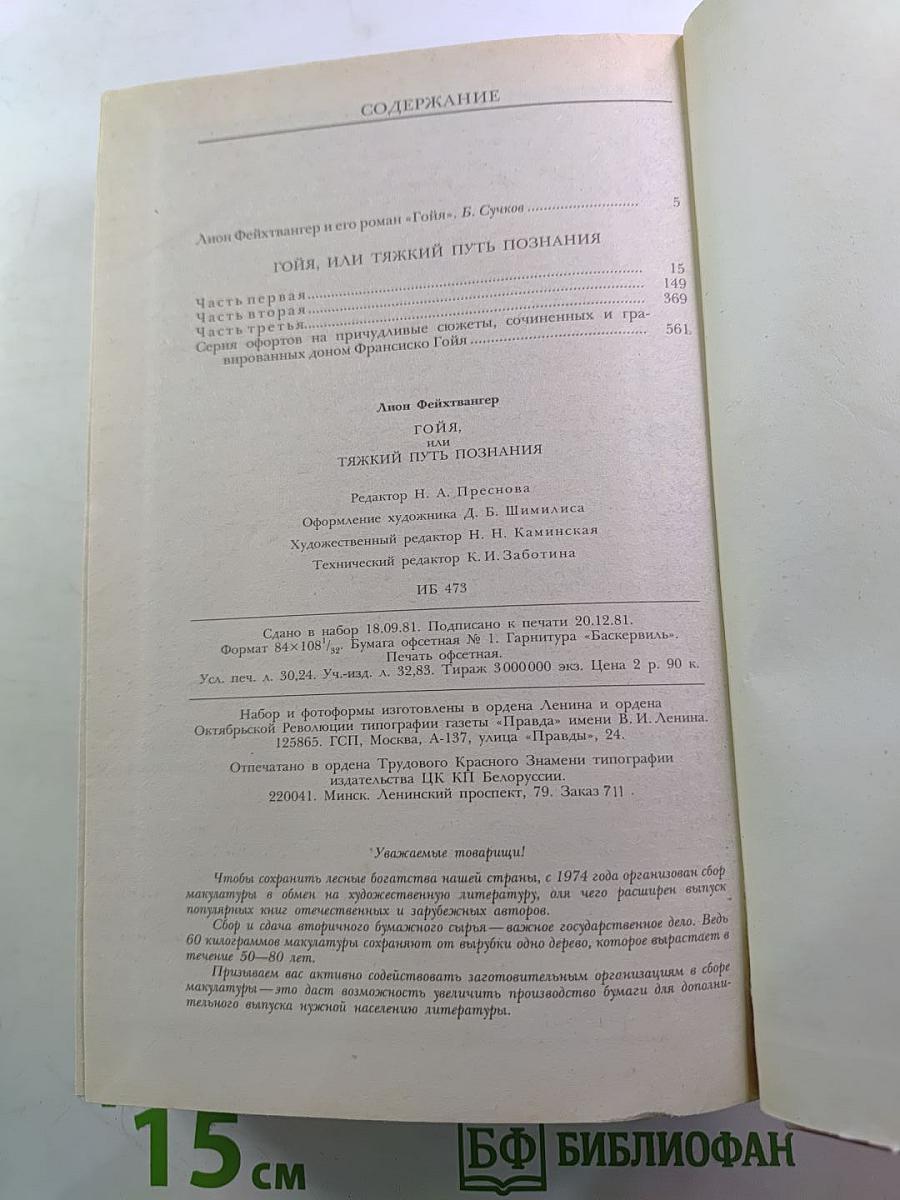 СОДЕРЖАНИЕ
Лион Фейхтвангер и его роман «Гойя». Б. Сучков ........................... 5
ГОЙЯ, ИЛИ ТЯЖКИЙ ПУТЬ ПОЗНАНИЯ
Часть первая........................................................................ 15
Часть вторая........................................................................ 149
Часть третья........................................................................ 369
Серия офортов на причудливые сюжеты, сочиненных и гра-
вированных доном Франсиско Гойя ........................................ 561
Лион Фейхтвангер
ГОЙЯ,
или
ТЯЖКИЙ ПУТЬ ПОЗНАНИЯ
Редактор Н. А. Преснова
Оформление художника Д. Б. Шимилиса
Художественный редактор Н. Н. Каминская
Технический редактор К. И. Заботина
ИБ 473
Сдано в набор 18.09.81. Подписано к печати 20.12.81.
Формат 84×108¹/₃₂. Бумага офсетная № 1. Гарнитура «Баскервиль».
Печать офсетная.
Усл. печ. л. 30,24. Уч.-изд. л. 32,83. Тираж 3 000 000 экз. Цена 2 р. 90 к.
Набор и фотоформы изготовлены в ордена Ленина и ордена
Октябрьской Революции типографии газеты «Правда» имени В. И. Ленина.
125865. ГСП, Москва, А-137, улица «Правды», 24.
Отпечатано в ордена Трудового Красного Знамени типографии
издательства ЦК КП Белоруссии.
220041. Минск. Ленинский проспект, 79. Заказ 711 .
Уважаемые товарищи!
Чтобы сохранить лесные богатства нашей страны, с 1974 года организован сбор
макулатуры в обмен на художественную литературу, для чего расширен выпуск
популярных книг отечественных и зарубежных авторов.
Сбор и сдача вторичного бумажного сырья — важное государственное дело. Ведь
60 килограммов макулатуры сохраняют от вырубки одно дерево, которое вырастает в
течение 50—80 лет.
Призываем вас активно содействовать заготовительным организациям в сборе
макулатуры — это даст возможность увеличить производство бумаги для дополни-
тельного выпуска нужной населению литературы.
15 см
БФ БИБЛИОФАН